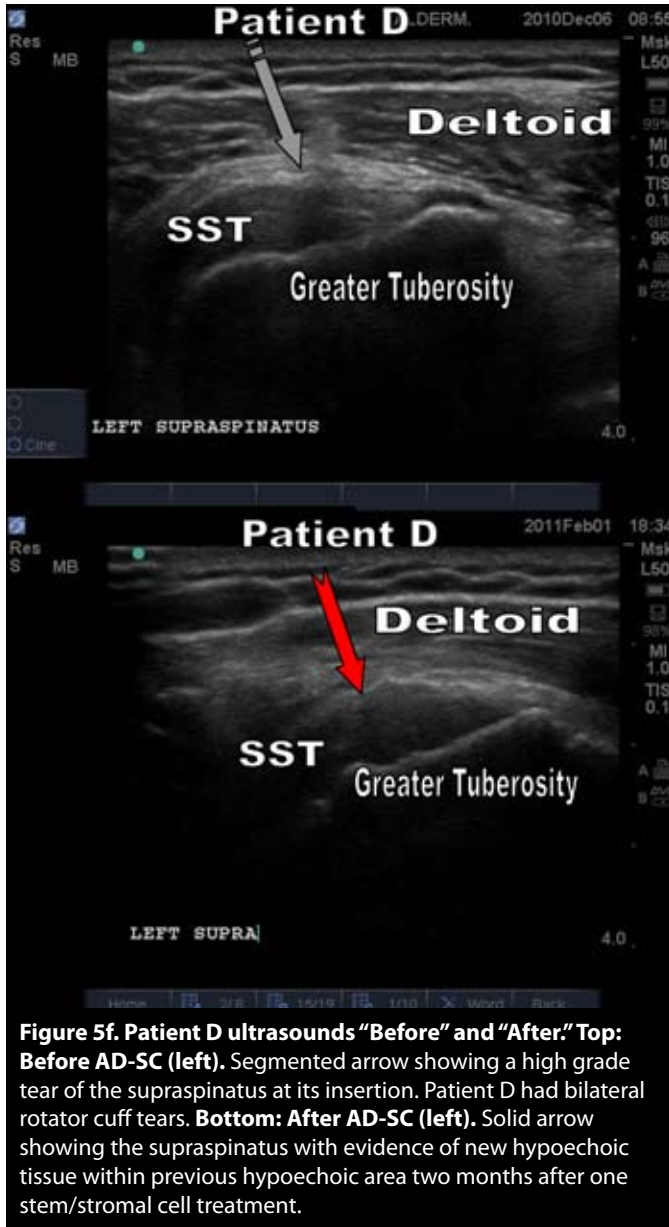 Patient D
.DERM.
2010Dec06
08:55
Res
S MB
Msk
L50
Deltoid
99%
MI
1.0
TIS
0.1
SST
96
Greater Tuberosity
A
B
Cine
LEFT SUPRASPINATUS
4.0
Patient D
2011Feb01
18:34
Res
S MB
Msk
L50
Deltoid
98%
MI
1.0
TIS
0.1
SST
Greater Tuberosity
A
B
LEFT SUPRA
4.0
Home 2/8 15/19 1/10 Word Back
Figure 5f. Patient D ultrasounds “Before” and “After.” Top:
Before AD-SC (left). Segmented arrow showing a high grade
tear of the supraspinatus at its insertion. Patient D had bilateral
rotator cuff tears. Bottom: After AD-SC (left). Solid arrow
showing the supraspinatus with evidence of new hypoechoic
tissue within previous hypoechoic area two months after one
stem/stromal cell treatment.